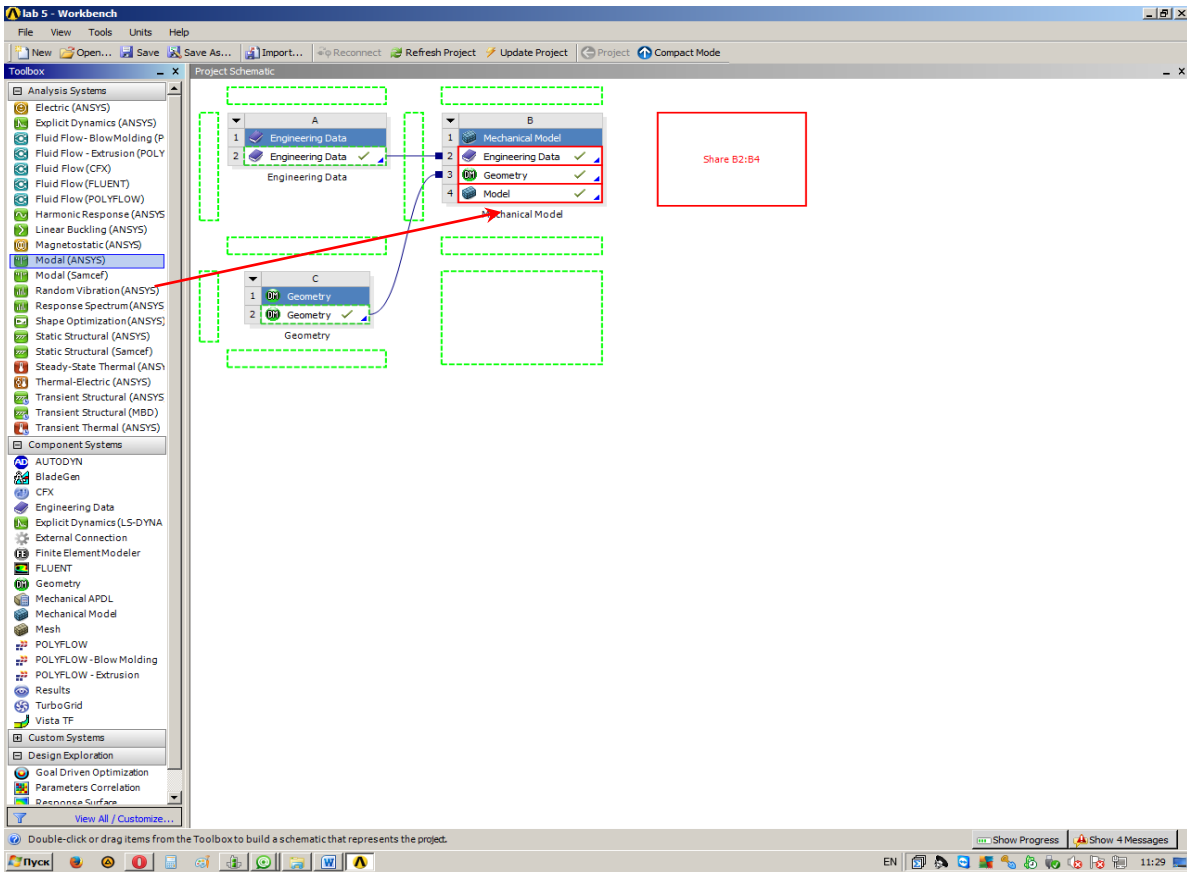 lab 5 - Workbench
File View Tools Units Help
New Open... Save Save As... Import... Reconnect Refresh Project Update Project Project Compact Mode
Toolbox
Project Schematic
Analysis Systems
Electric (ANSYS)
Explicit Dynamics (ANSYS)
Fluid Flow - BlowMolding (P
Fluid Flow - Extrusion (POLY
Fluid Flow (CFX)
Fluid Flow (FLUENT)
Fluid Flow (POLYFLOW)
Harmonic Response (ANSYS
Linear Buckling (ANSYS)
Magnetostatic (ANSYS)
Modal (ANSYS)
Modal (Samcef)
Random Vibration (ANSYS)
Response Spectrum (ANSYS
Shape Optimization (ANSYS)
Static Structural (ANSYS)
Static Structural (Samcef)
Steady-State Thermal (ANSY
Thermal-Electric (ANSYS)
Transient Structural (ANSYS
Transient Structural (MBD)
Transient Thermal (ANSYS)
Component Systems
AUTODYN
BladeGen
CFX
Engineering Data
Explicit Dynamics (LS-DYNA
External Connection
Finite Element Modeler
FLUENT
Geometry
Mechanical APDL
Mechanical Model
Mesh
POLYFLOW
POLYFLOW - Blow Molding
POLYFLOW - Extrusion
Results
TurboGrid
Vista TF
Custom Systems
Design Exploration
Goal Driven Optimization
Parameters Correlation
Response Surface
View All / Customize...
A
1 Engineering Data
2 Engineering Data
Engineering Data
B
1 Mechanical Model
2 Engineering Data
3 Geometry
4 Model
Mechanical Model
Share B2:B4
C
1 Geometry
2 Geometry
Geometry
Double-click or drag items from the Toolbox to build a schematic that represents the project.
Show Progress
Show 4 Messages
Пуск
EN
11:29